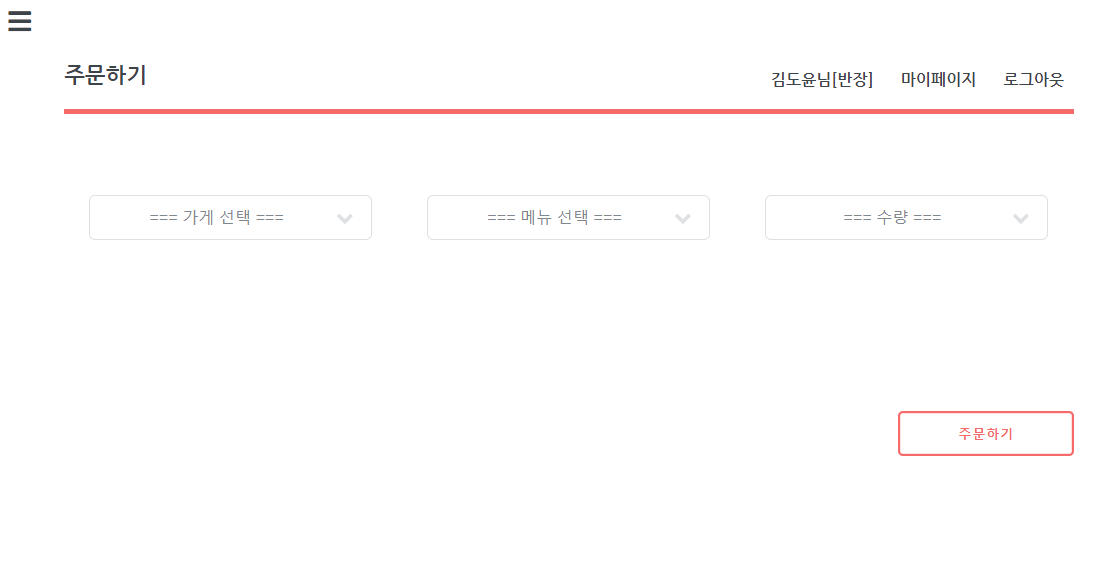 주문하기
김도윤님[반장] 마이페이지 로그아웃
=== 가게 선택 === === 메뉴 선택 === === 수량 ===
주문하기